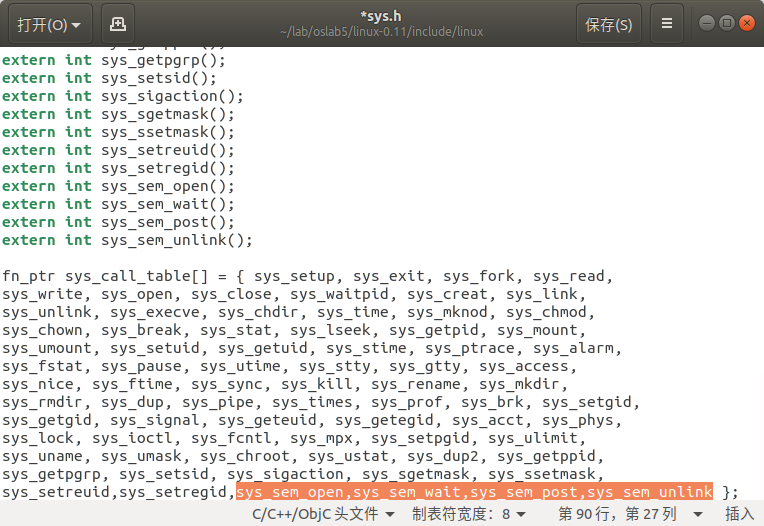 打开(O)
*sys.h
~/lab/oslab5/linux-0.11/include/linux
保存(S)
extern int sys_getpgrp();
extern int sys_setsid();
extern int sys_sigaction();
extern int sys_sgetmask();
extern int sys_ssetmask();
extern int sys_setreuid();
extern int sys_setregid();
extern int sys_sem_open();
extern int sys_sem_wait();
extern int sys_sem_post();
extern int sys_sem_unlink();
fn_ptr sys_call_table[] = { sys_setup, sys_exit, sys_fork, sys_read,
sys_write, sys_open, sys_close, sys_waitpid, sys_creat, sys_link,
sys_unlink, sys_execve, sys_chdir, sys_time, sys_mknod, sys_chmod,
sys_chown, sys_break, sys_stat, sys_lseek, sys_getpid, sys_mount,
sys_umount, sys_setuid, sys_getuid, sys_stime, sys_ptrace, sys_alarm,
sys_fstat, sys_pause, sys_utime, sys_stty, sys_gtty, sys_access,
sys_nice, sys_ftime, sys_sync, sys_kill, sys_rename, sys_mkdir,
sys_rmdir, sys_dup, sys_pipe, sys_times, sys_prof, sys_brk, sys_setgid,
sys_getgid, sys_signal, sys_geteuid, sys_getegid, sys_acct, sys_phys,
sys_lock, sys_ioctl, sys_fcntl, sys_mpx, sys_setpgid, sys_ulimit,
sys_uname, sys_umask, sys_chroot, sys_ustat, sys_dup2, sys_getppid,
sys_getpgrp, sys_setsid, sys_sigaction, sys_sgetmask, sys_ssetmask,
sys_setreuid,sys_setregid,sys_sem_open,sys_sem_wait,sys_sem_post,sys_sem_unlink };
C/C++/ObjC 头文件 制表符宽度：8 第 90 行，第 27 列 插入